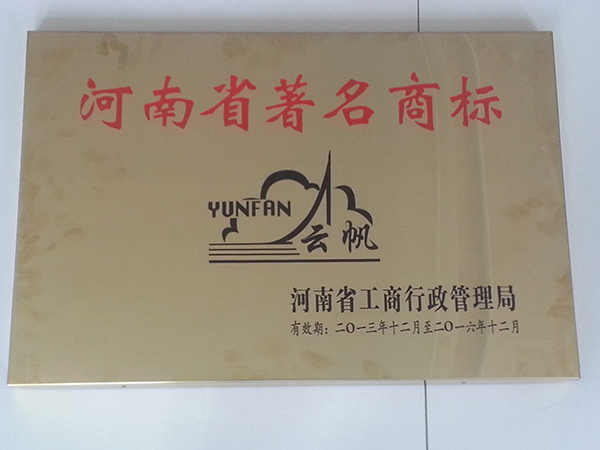 河南省著名商标
YUNFAN
云帆
河南省工商行政管理局
有效期：二〇一三年十二月至二〇一六年十二月